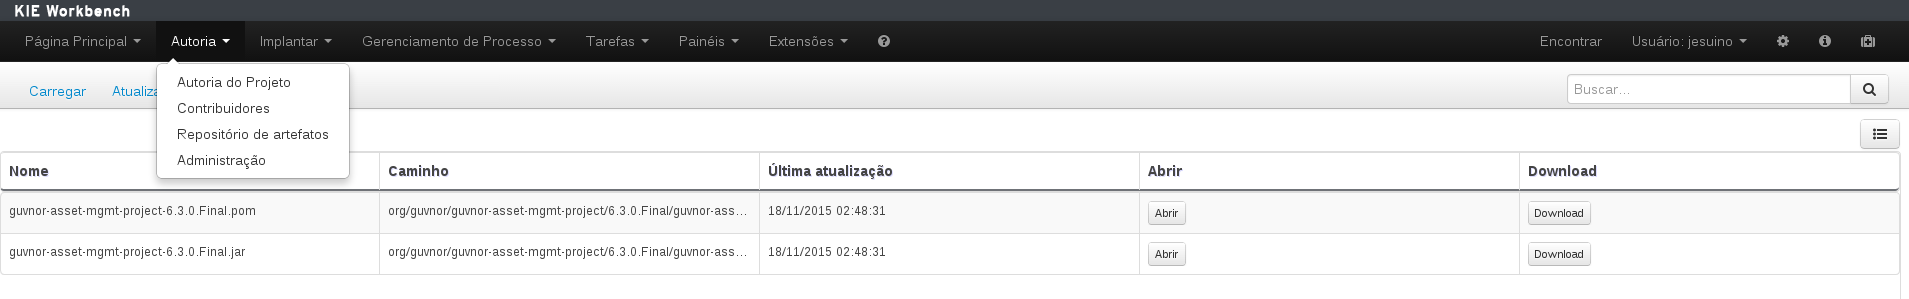 KIE Workbench
Página Principal Autoria Implantar Gerenciamento de Processo Tarefas Painéis Extensões Encontrar Usuário: jesuino
Autoria do Projeto
Contribuidores
Repositório de artefatos
Administração
Carregar Atualiza Buscar...
Nome Caminho Última atualização Abrir Download
guvnor-asset-mgmt-project-6.3.0.Final.pom org/guvnor/guvnor-asset-mgmt-project/6.3.0.Final/guvnor-ass... 18/11/2015 02:48:31 Abrir Download
guvnor-asset-mgmt-project-6.3.0.Final.jar org/guvnor/guvnor-asset-mgmt-project/6.3.0.Final/guvnor-ass... 18/11/2015 02:48:31 Abrir Download